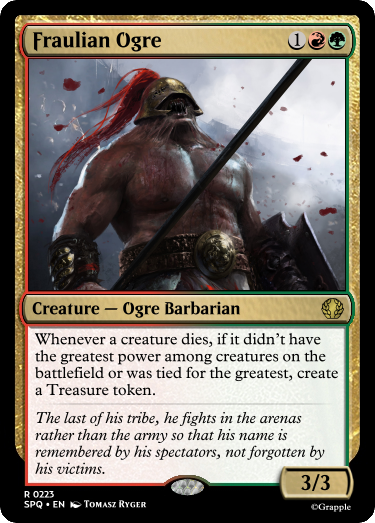 Fraulian Ogre 1
Creature — Ogre Barbarian
Whenever a creature dies, if it didn't have
the greatest power among creatures on the
battlefield or was tied for the greatest, create
a Treasure token.
The last of his tribe, he fights in the arenas
rather than the army so that his name is
remembered by his spectators, not forgotten by
his victims.
3/3
R 0223
SPQ • EN Tomasz Ryger
©Grapple